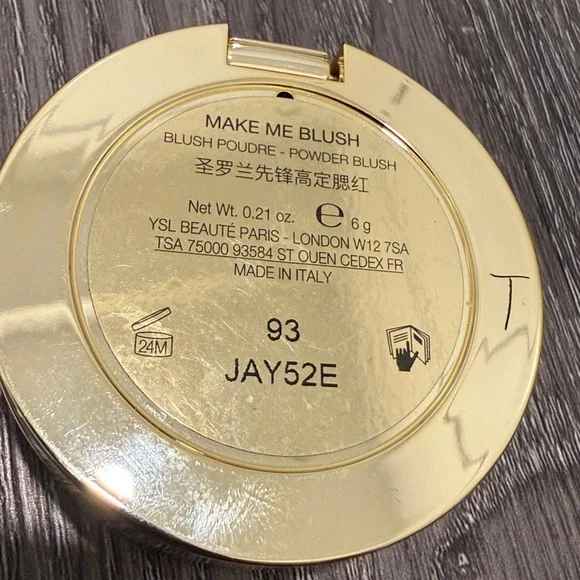 MAKE ME BLUSH
BLUSH POUDRE - POWDER BLUSH
圣罗兰先锋高定腮红
Net Wt. 0.21 oz. ℮ 6 g
YSL BEAUTÉ PARIS - LONDON W12 7SA
TSA 75000 93584 ST OUEN CEDEX FR
MADE IN ITALY
T
24M
93
JAY52E